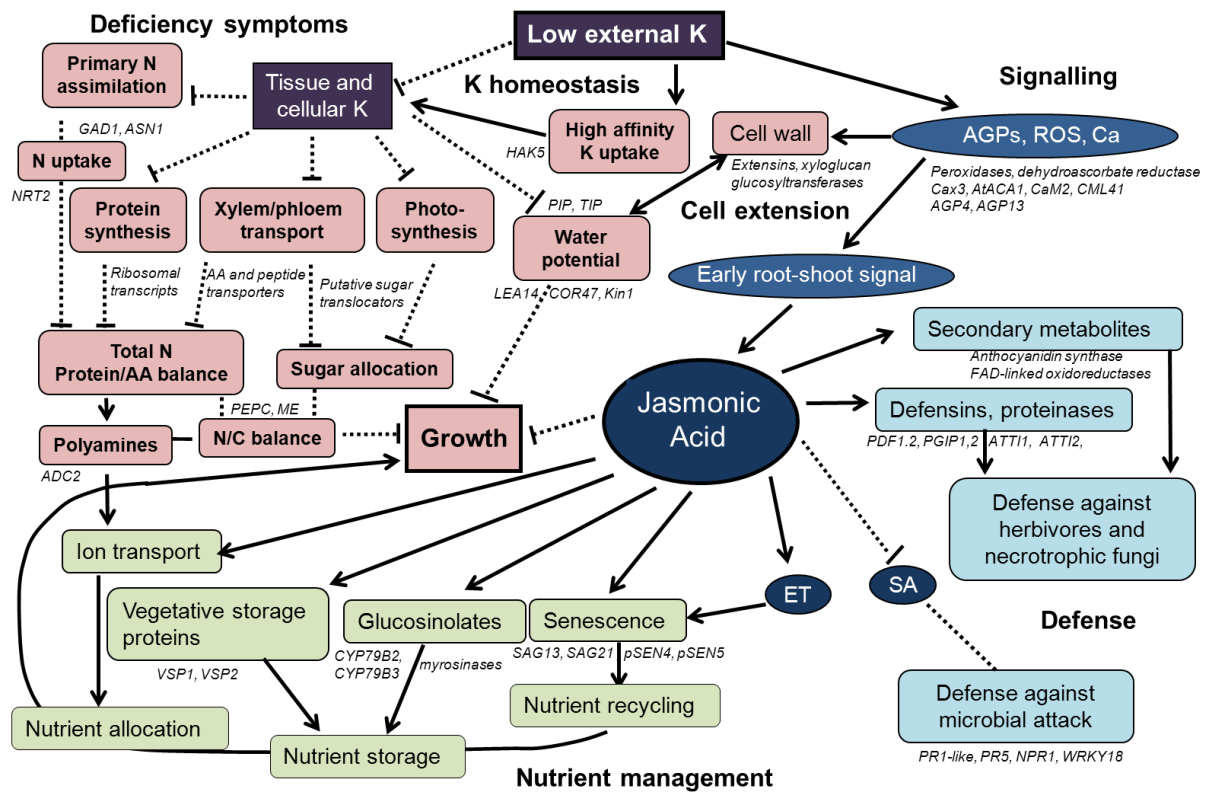 Deficiency symptoms
Low external K
Primary N
assimilation
Tissue and
cellular K
K homeostasis
Signalling
GAD1, ASN1
High affinity
K uptake
HAK5
Cell wall
AGPs, ROS, Ca
N uptake
NRT2
Extensins, xyloglucan
glucosyltransferases
Peroxidases, dehydroascorbate reductase
Cax3, AtACA1, CaM2, CML41
AGP4, AGP13
Protein
synthesis
Xylem/phloem
transport
Photo-
synthesis
PIP, TIP
Cell extension
Water
potential
Ribosomal
transcripts
AA and peptide
transporters
Putative sugar
translocators
LEA14, COR47, Kin1
Early root-shoot signal
Total N
Protein/AA balance
Sugar allocation
Secondary metabolites
Anthocyanidin synthase
FAD-linked oxidoreductases
PEPC, ME
Jasmonic
Acid
Defensins, proteinases
PDF1.2, PGIP1,2 ATTI1, ATTI2,
Polyamines
N/C balance
Growth
ADC2
Defense against
herbivores and
necrotrophic fungi
Ion transport
ET
SA
Vegetative storage
proteins
Glucosinolates
Senescence
Defense
VSP1, VSP2
CYP79B2,
CYP79B3
myrosinases
SAG13, SAG21 pSEN4, pSEN5
Nutrient allocation
Nutrient storage
Nutrient recycling
Defense against
microbial attack
PR1-like, PR5, NPR1, WRKY18
Nutrient management